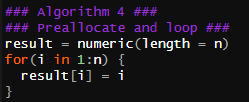 ### Algorithm 4 ###
### Preallocate and loop ###
result = numeric(length = n)
for(i in 1:n) {
  result[i] = i
}